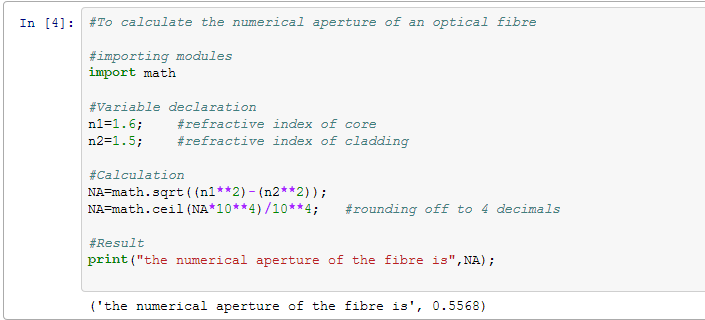 In [4]: #To calculate the numerical aperture of an optical fibre
#importing modules
import math
#Variable declaration
n1=1.6;    #refractive index of core
n2=1.5;    #refractive index of cladding
#Calculation
NA=math.sqrt((n1**2)-(n2**2));
NA=math.ceil(NA*10**4)/10**4;   #rounding off to 4 decimals
#Result
print("the numerical aperture of the fibre is",NA);
('the numerical aperture of the fibre is', 0.5568)